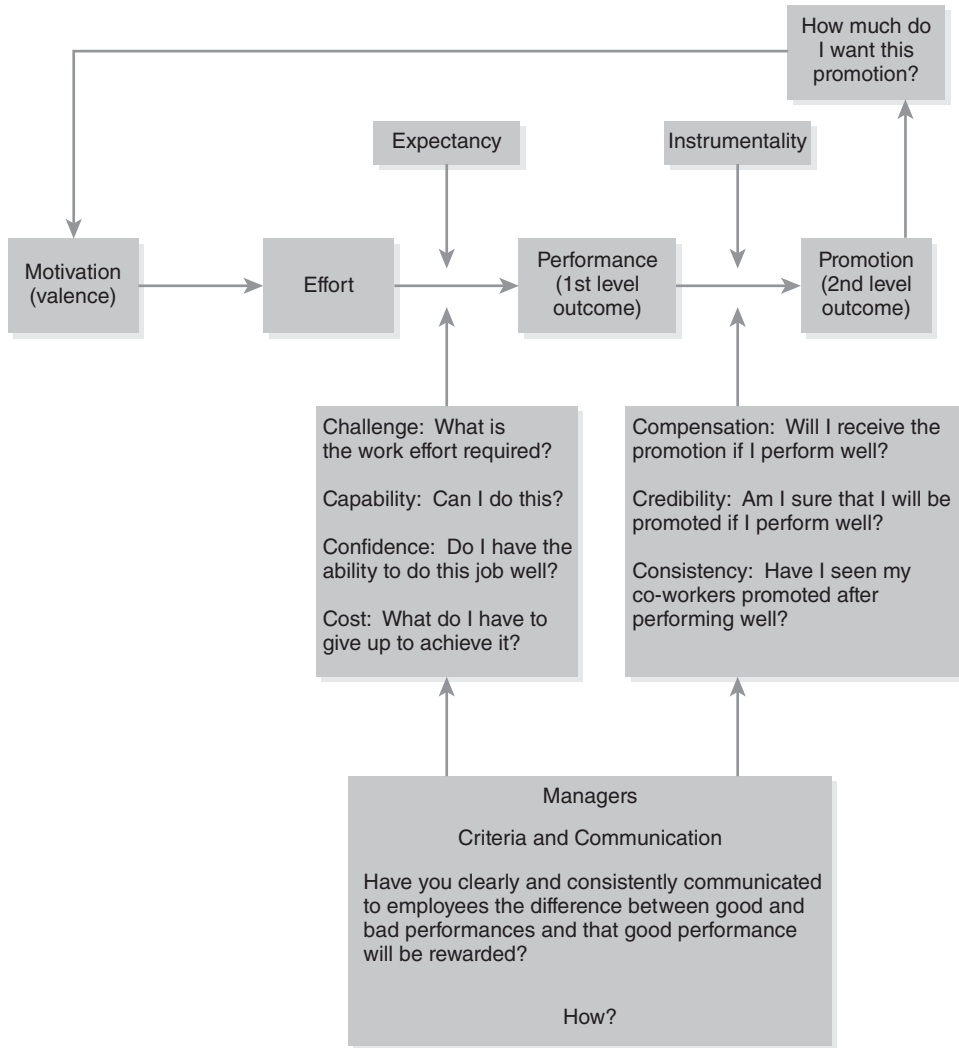 How much do
I want this
promotion?
Expectancy
Instrumentality
Motivation
(valence)
Effort
Performance
(1st level
outcome)
Promotion
(2nd level
outcome)
Challenge: What is
the work effort required?
Capability: Can I do this?
Confidence: Do I have the
ability to do this job well?
Cost: What do I have to
give up to achieve it?
Compensation: Will I receive the
promotion if I perform well?
Credibility: Am I sure that I will be
promoted if I perform well?
Consistency: Have I seen my
co-workers promoted after
performing well?
Managers
Criteria and Communication
Have you clearly and consistently communicated
to employees the difference between good and
bad performances and that good performance
will be rewarded?
How?